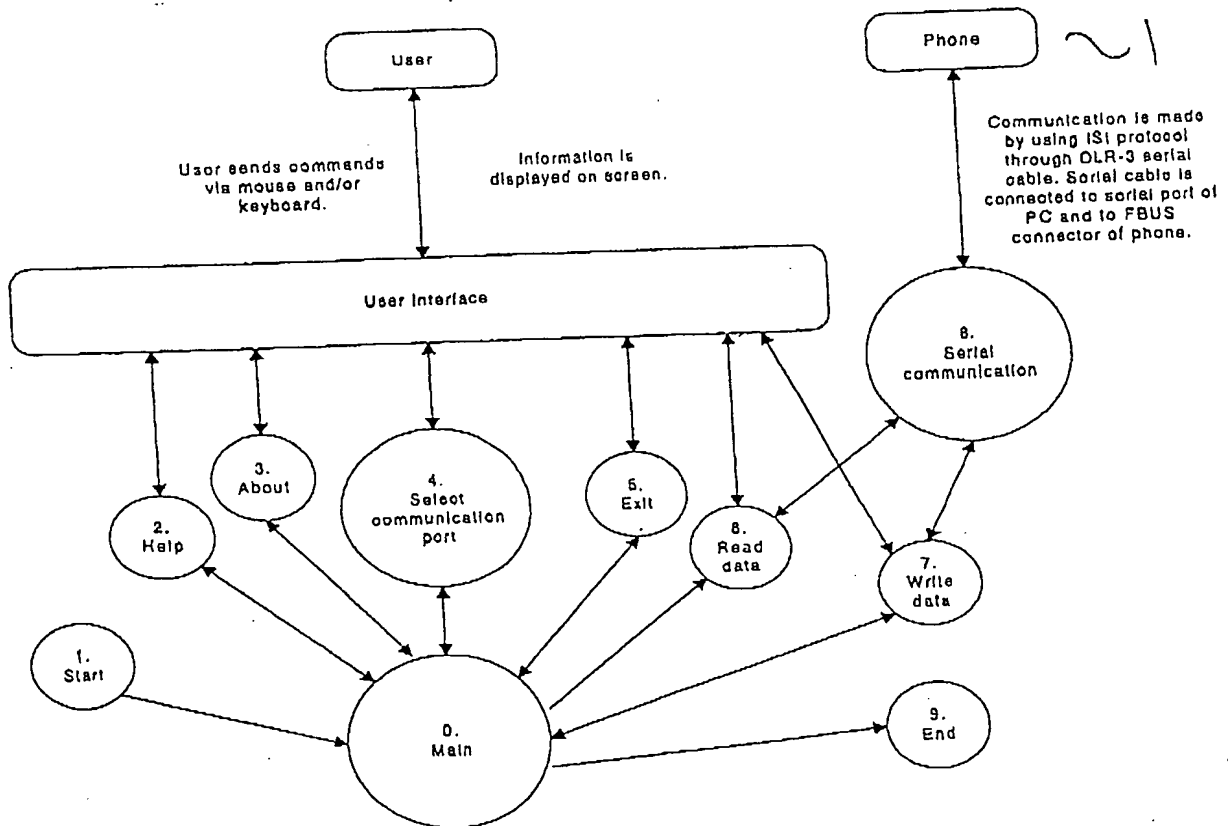 User
Phone
~1
User sends commands
via mouse and/or
keyboard.
Information is
displayed on screen.
Communication is made
by using ISI protocol
through DLR-3 serial
cable. Serial cable is
connected to serial port of
PC and to FBUS
connector of phone.
User Interface
8.
Serial
communication
3.
About
4.
Select
communication
port
5.
Exit
2.
Help
6.
Read
data
7.
Write
data
1.
Start
0.
Main
9.
End